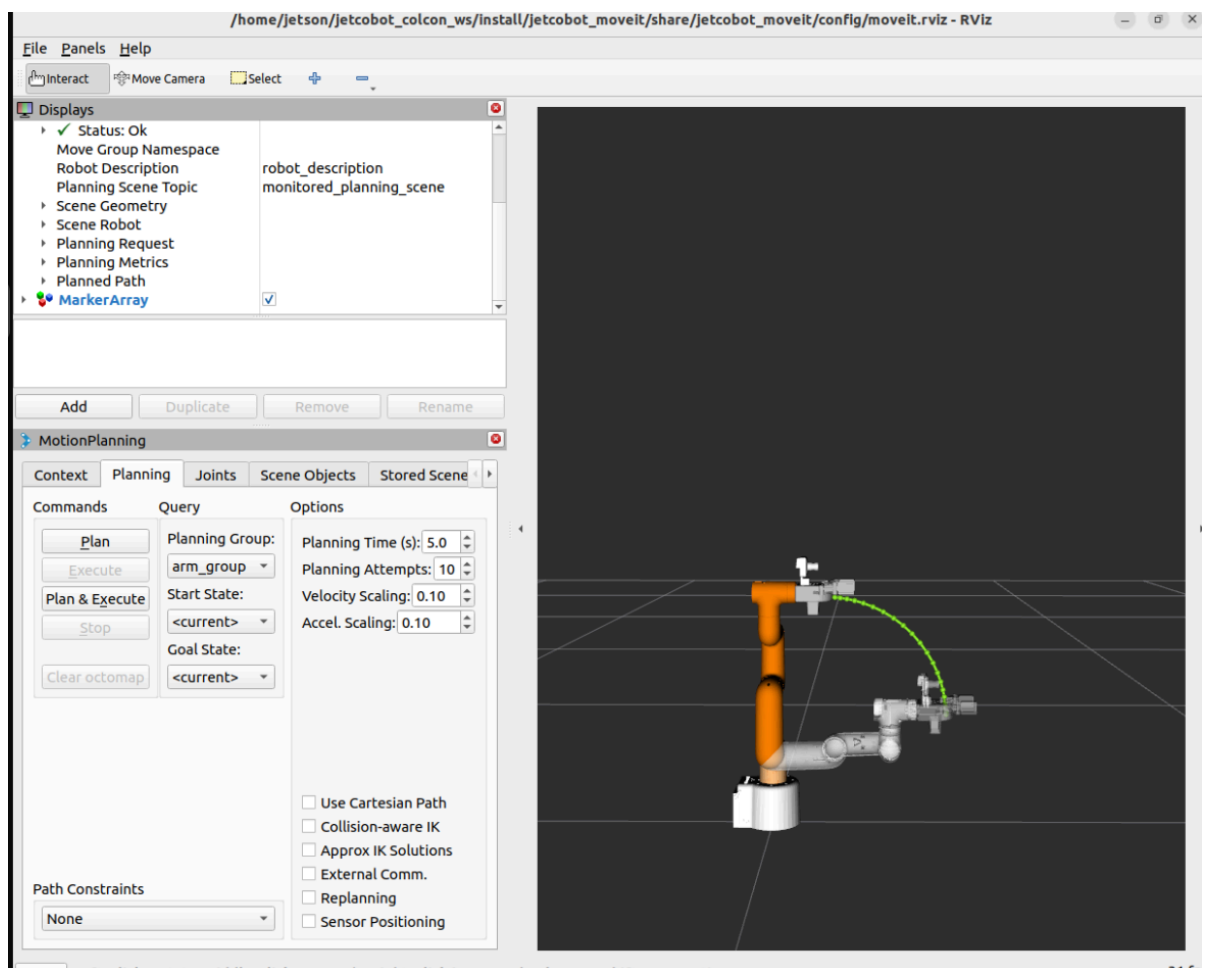 /home/jetson/jetcobot_colcon_ws/install/jetcobot_moveit/share/jetcobot_moveit/config/moveit.rviz - RViz
File Panels Help
Interact Move Camera Select
Displays
Status: Ok
Move Group Namespace
Robot Description robot_description
Planning Scene Topic monitored_planning_scene
Scene Geometry
Scene Robot
Planning Request
Planning Metrics
Planned Path
MarkerArray
Add Duplicate Remove Rename
MotionPlanning
Context Planning Joints Scene Objects Stored Scene
Commands Query Options
Plan Planning Group: Planning Time (s): 5.0
Execute arm_group Planning Attempts: 10
Plan & Execute Start State: Velocity Scaling: 0.10
Stop <current> Accel. Scaling: 0.10
Goal State:
Clear octomap <current>
Use Cartesian Path
Collision-aware IK
Approx IK Solutions
External Comm.
Path Constraints Replanning
None Sensor Positioning